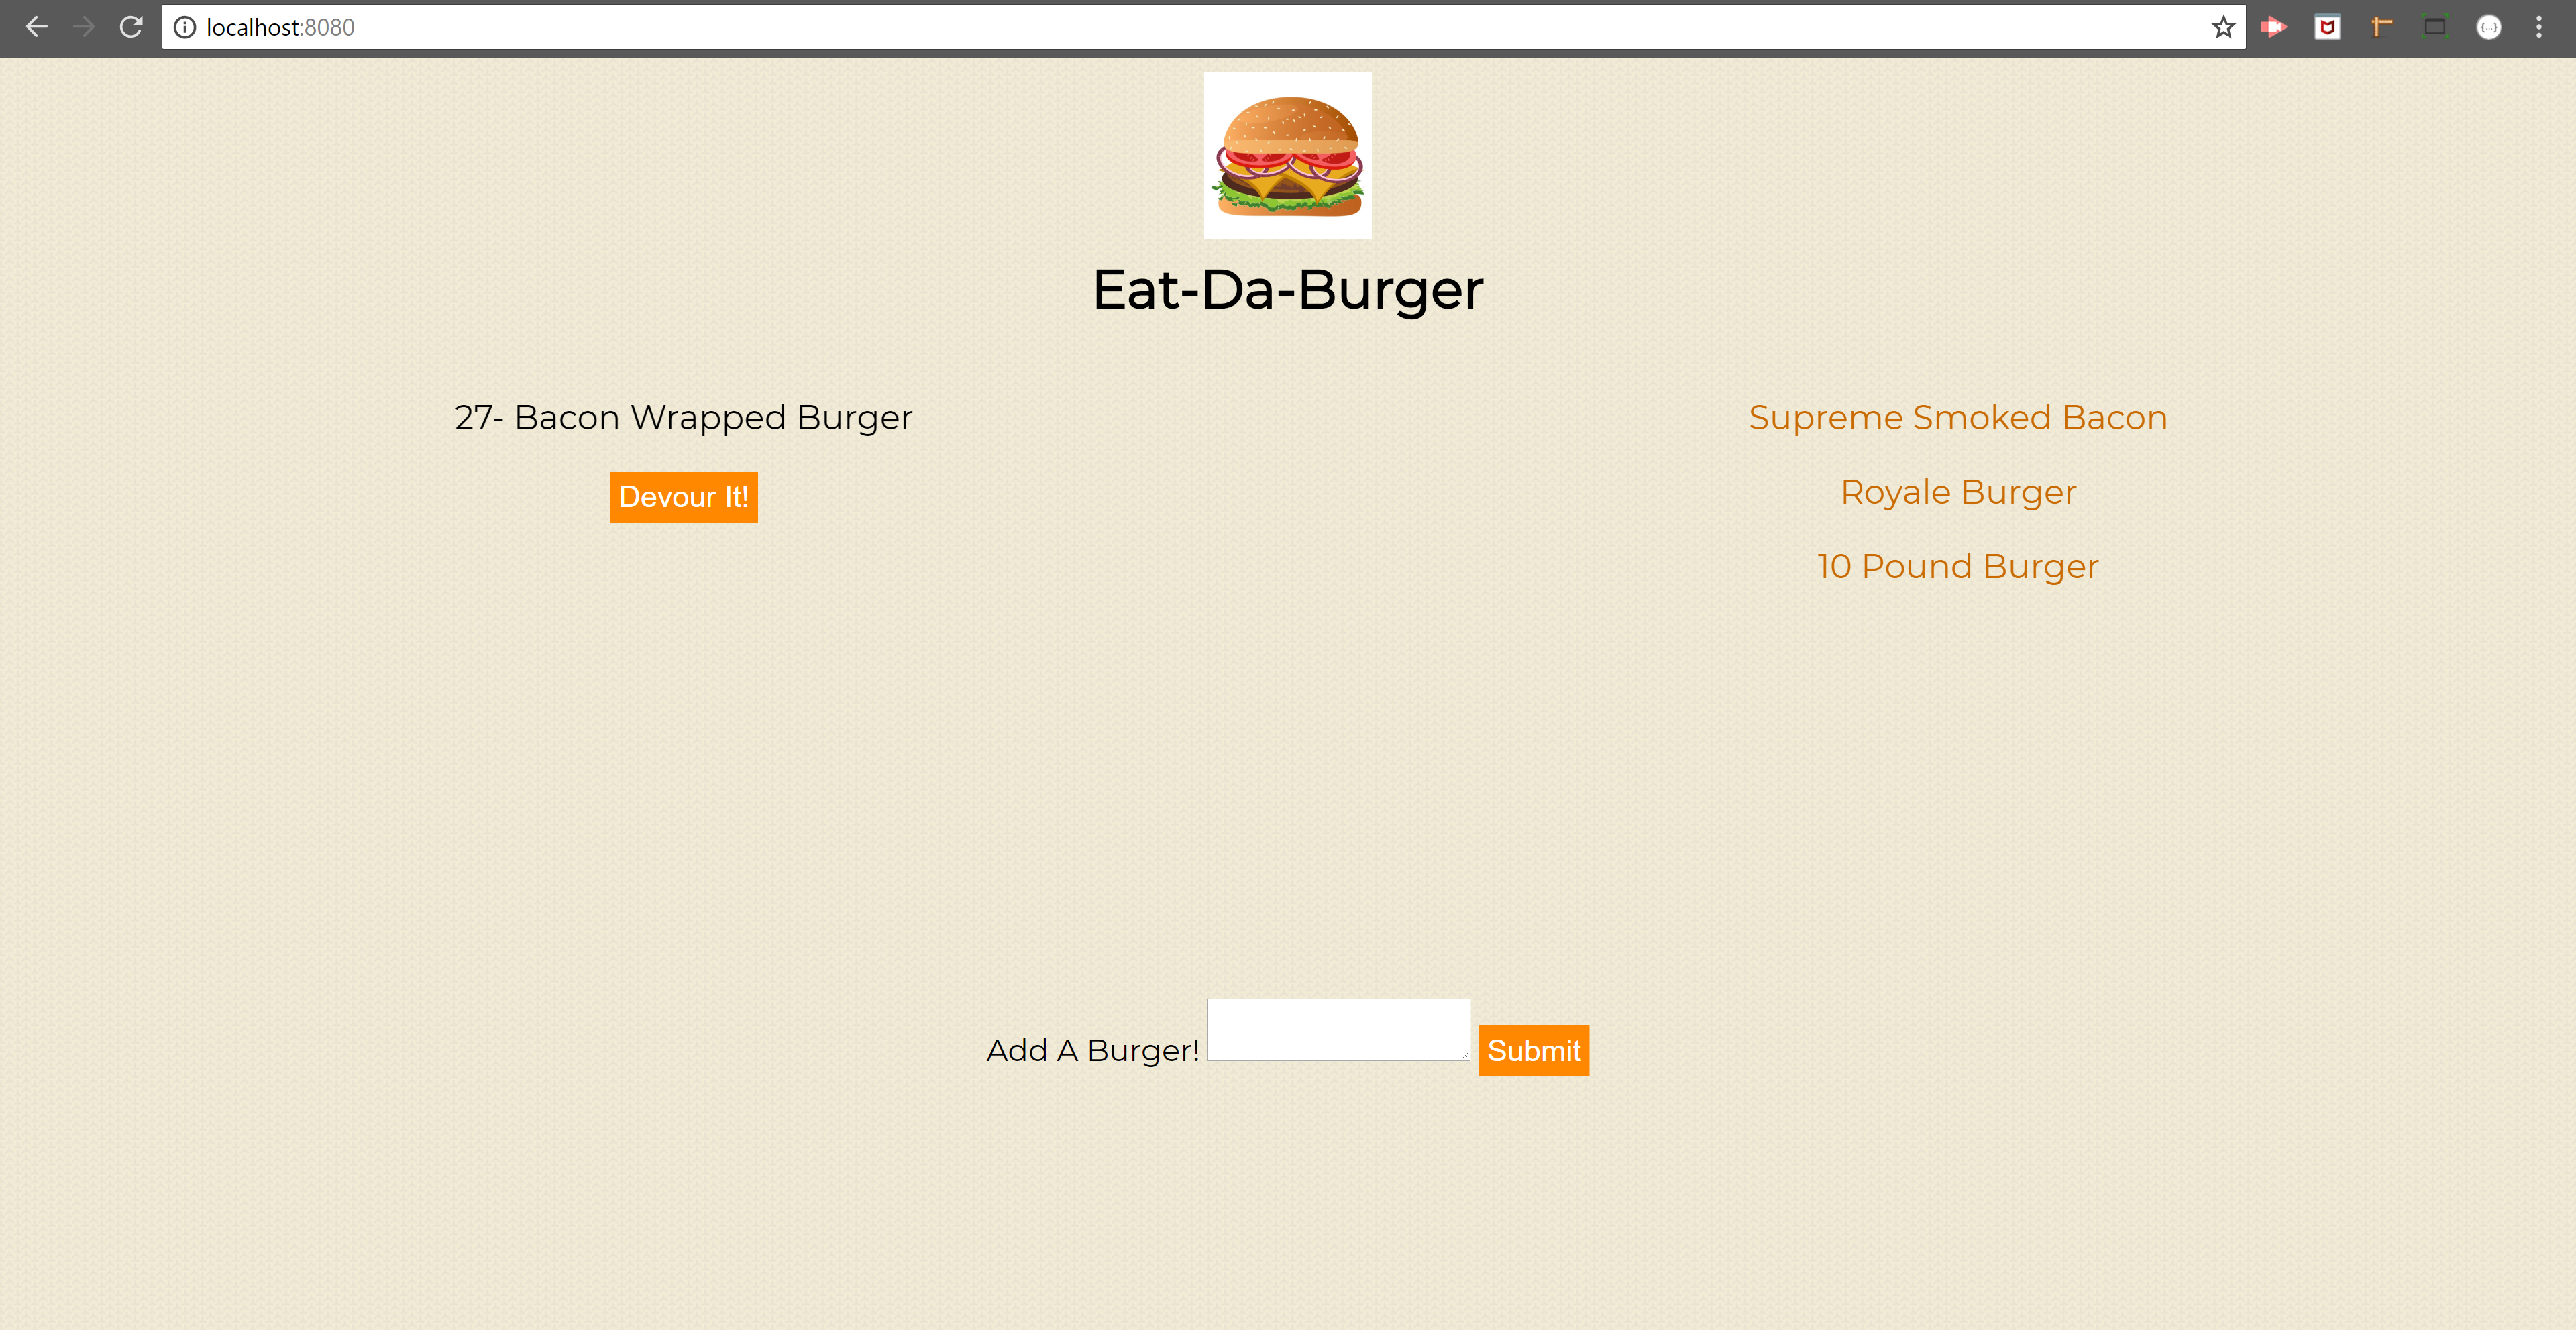 localhost:8080
Eat-Da-Burger
27- Bacon Wrapped Burger
Devour It!
Supreme Smoked Bacon
Royale Burger
10 Pound Burger
Add A Burger!
Submit